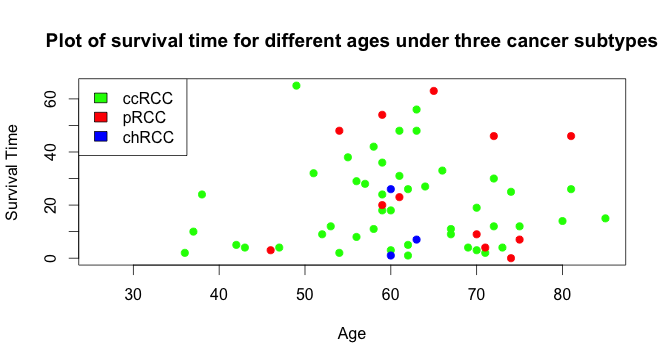 Plot of survival time for different ages under three cancer subtypes
ccRCC
pRCC
chRCC
Survival Time
0
20
40
60
30
40
50
60
70
80
Age